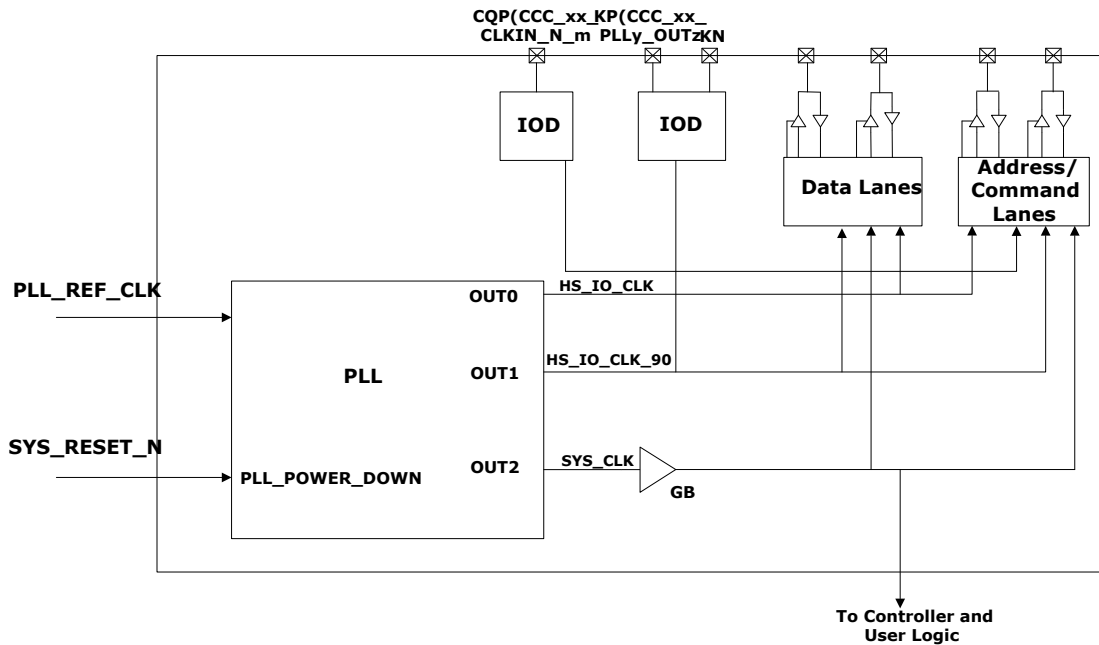 CQP(CCC_xx_KP(CCC_xx_
CLKIN_N_m PLLy_OUTzKN
IOD
IOD
Data Lanes
Address/
Command
Lanes
PLL_REF_CLK
OUT0
HS_IO_CLK
PLL
OUT1
HS_IO_CLK_90
SYS_RESET_N
PLL_POWER_DOWN
OUT2
SYS_CLK
GB
To Controller and
User Logic